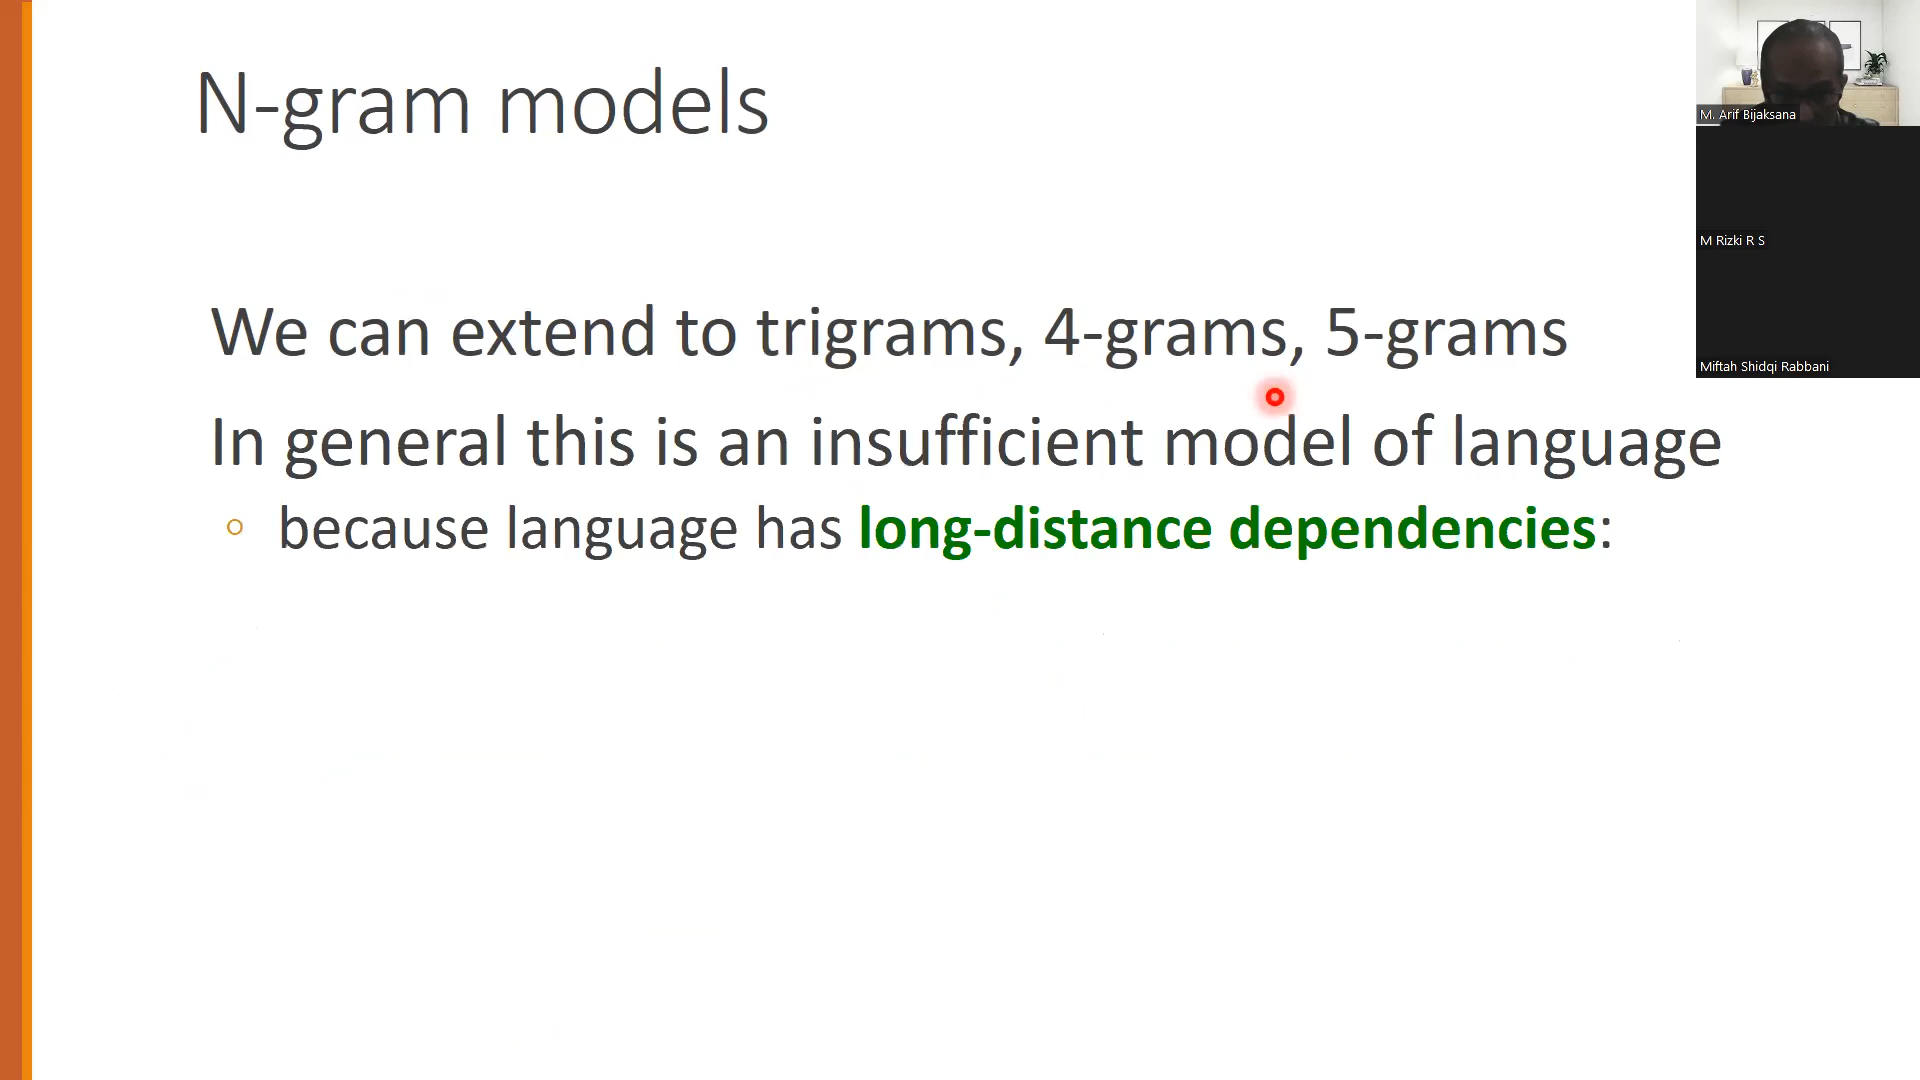 N-gram models
We can extend to trigrams, 4-grams, 5-grams
In general this is an insufficient model of language
because language has long-distance dependencies:
M. Arif Bijaksana
M Rizki R S
Miftah Shidqi Rabbani